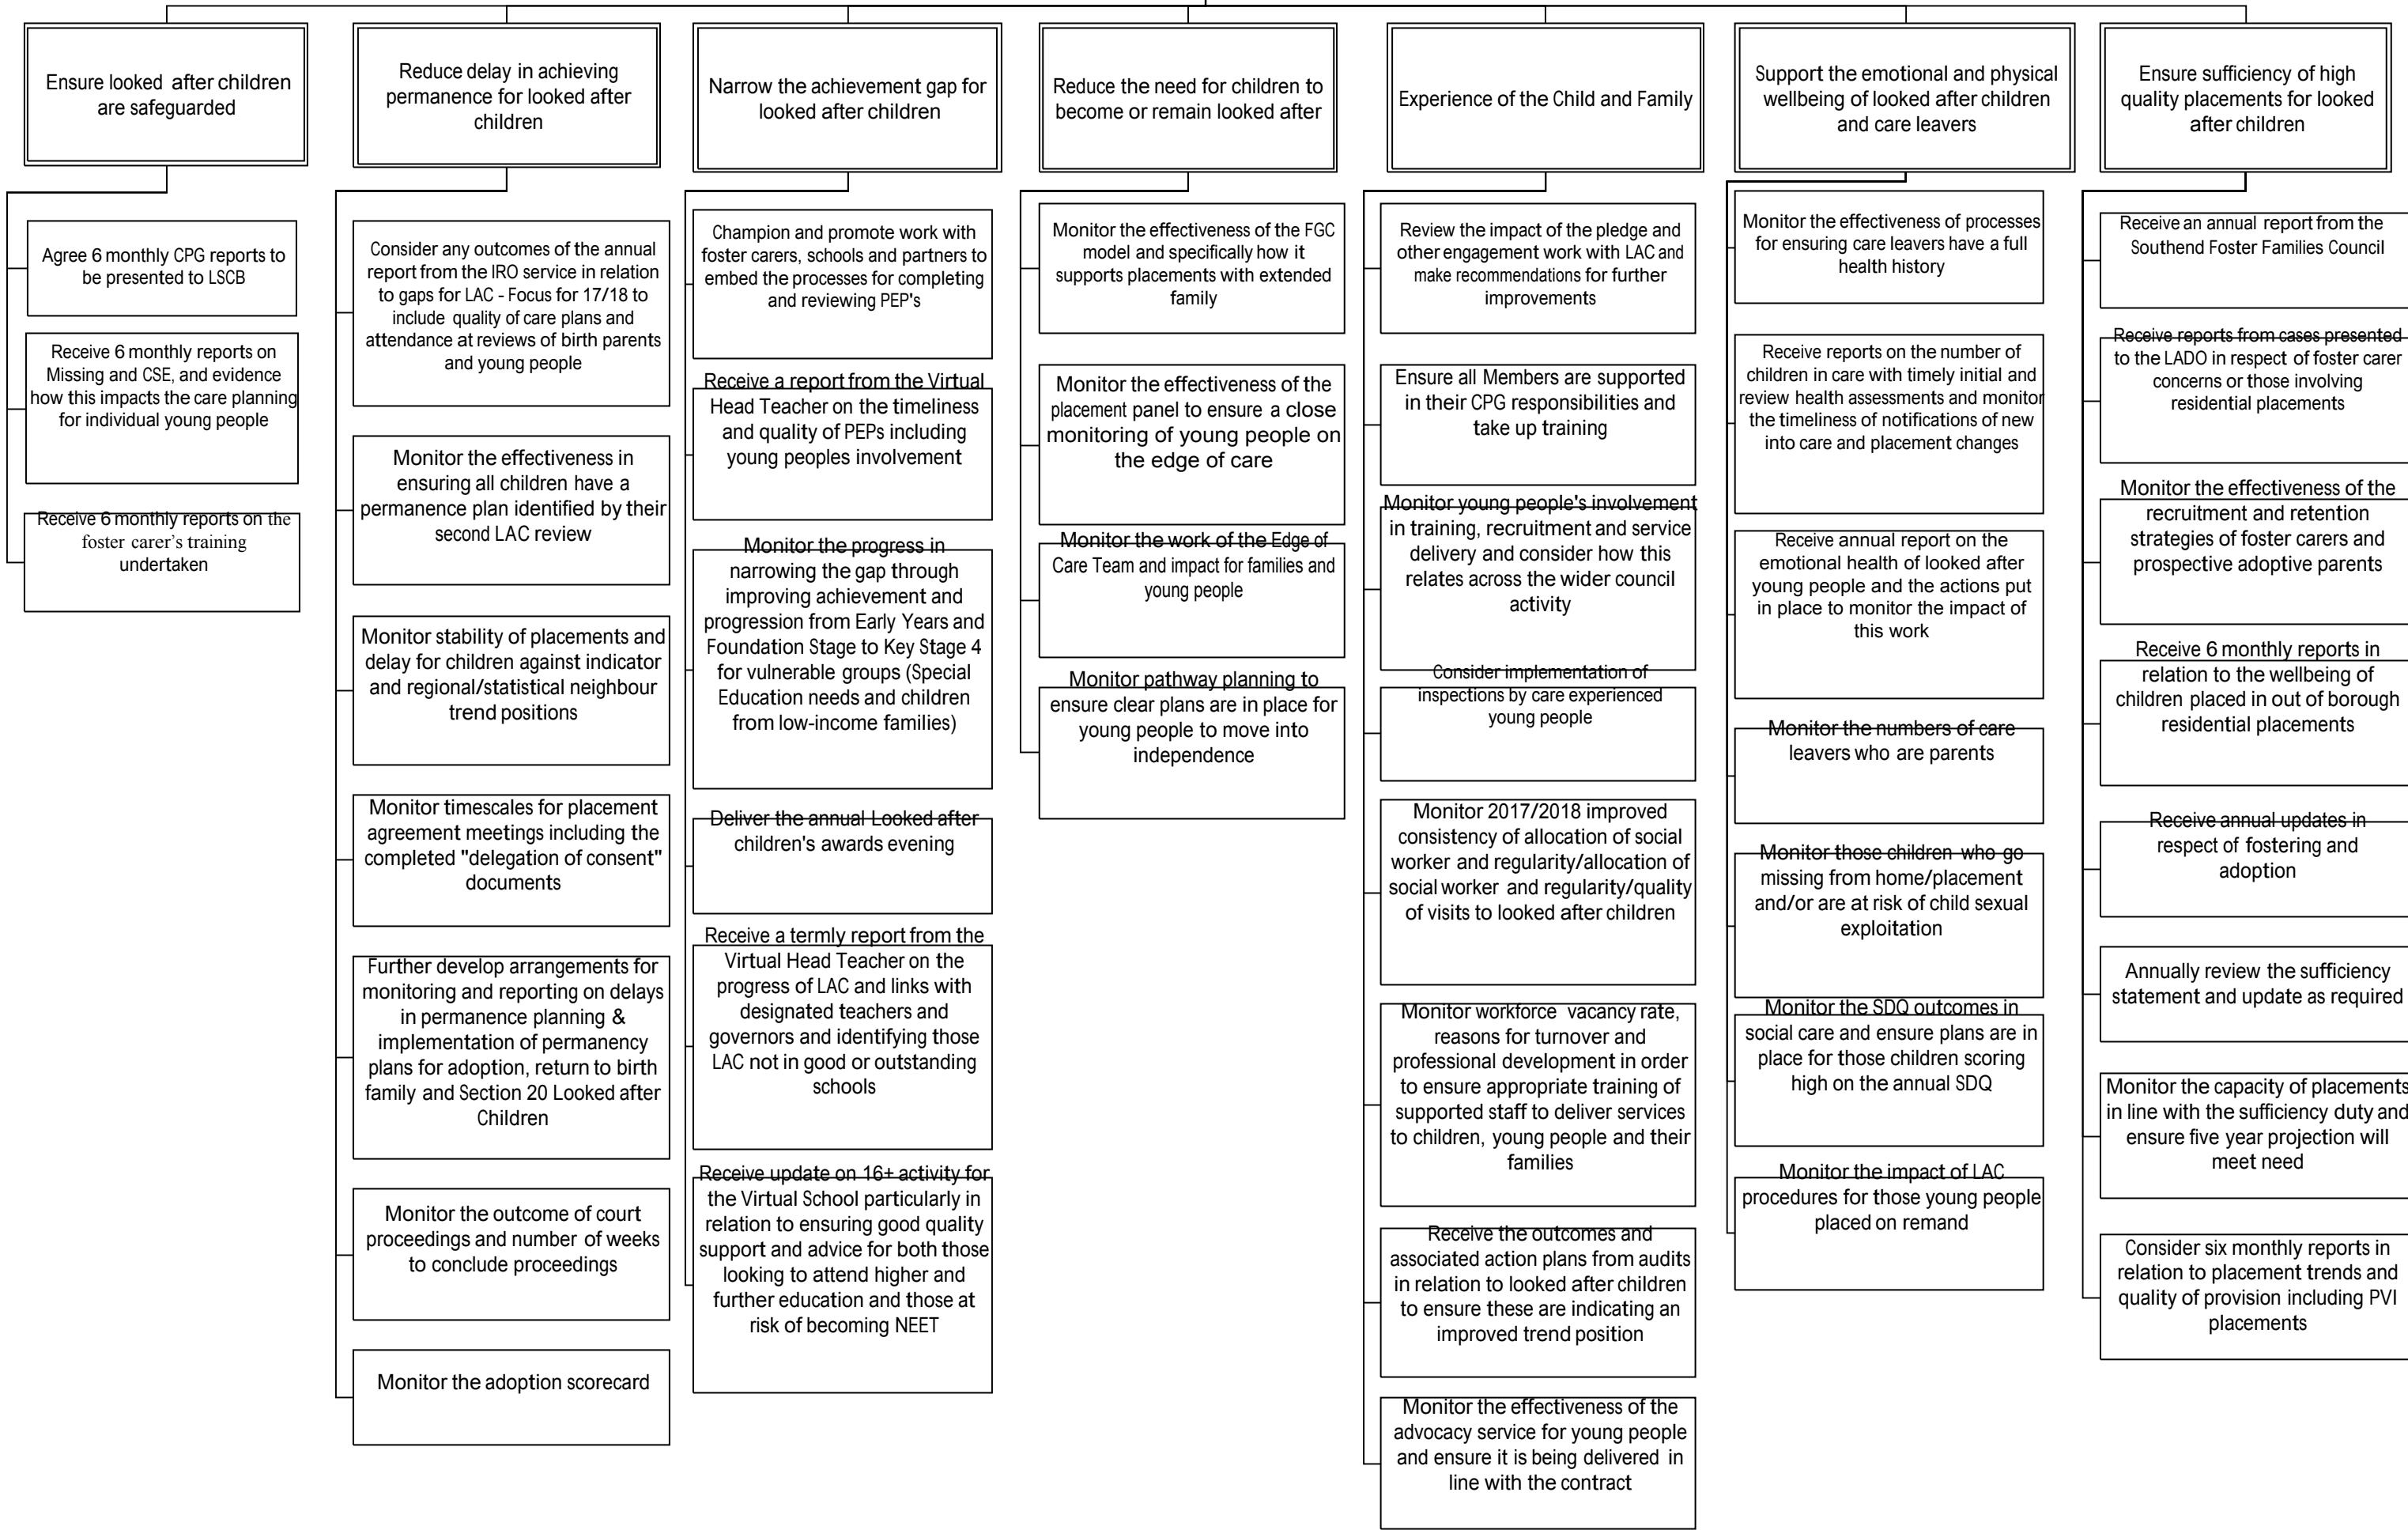 Ensure looked after children
are safeguarded
Agree 6 monthly CPG reports to
be presented to LSCB
Receive 6 monthly reports on
Missing and CSE, and evidence
how this impacts the care planning
for individual young people
Receive 6 monthly reports on the
foster carer's training
undertaken
Reduce delay in achieving
permanence for looked after
children
Consider any outcomes of the annual
report from the IRO service in relation
to gaps for LAC - Focus for 17/18 to
include quality of care plans and
attendance at reviews of birth parents
and young people
Monitor the effectiveness in
ensuring all children have a
permanence plan identified by their
second LAC review
Monitor stability of placements and
delay for children against indicator
and regional/statistical neighbour
trend positions
Monitor timescales for placement
agreement meetings including the
completed "delegation of consent"
documents
Further develop arrangements for
monitoring and reporting on delays
in permanence planning &
implementation of permanency
plans for adoption, return to birth
family and Section 20 Looked after
Children
Monitor the outcome of court
proceedings and number of weeks
to conclude proceedings
Monitor the adoption scorecard
Narrow the achievement gap for
looked after children
Champion and promote work with
foster carers, schools and partners to
embed the processes for completing
and reviewing PEP's
Receive a report from the Virtual
Head Teacher on the timeliness
and quality of PEPs including
young peoples involvement
Monitor the progress in
narrowing the gap through
improving achievement and
progression from Early Years and
Foundation Stage to Key Stage 4
for vulnerable groups (Special
Education needs and children
from low-income families)
Deliver the annual Looked after
children's awards evening
Receive a termly report from the
Virtual Head Teacher on the
progress of LAC and links with
designated teachers and
governors and identifying those
LAC not in good or outstanding
schools
Receive update on 16+ activity for
the Virtual School particularly in
relation to ensuring good quality
support and advice for both those
looking to attend higher and
further education and those at
risk of becoming NEET
Reduce the need for children to
become or remain looked after
Monitor the effectiveness of the FGC
model and specifically how it
supports placements with extended
family
Monitor the effectiveness of the
placement panel to ensure a close
monitoring of young people on
the edge of care
Monitor the work of the Edge of
Care Team and impact for families and
young people
Monitor pathway planning to
ensure clear plans are in place for
young people to move into
independence
Experience of the Child and Family
Review the impact of the pledge and
other engagement work with LAC and
make recommendations for further
improvements
Ensure all Members are supported
in their CPG responsibilities and
take up training
Monitor young people's involvement
in training, recruitment and service
delivery and consider how this
relates across the wider council
activity
Consider implementation of
inspections by care experienced
young people
Monitor 2017/2018 improved
consistency of allocation of social
worker and regularity/allocation of
social worker and regularity/quality
of visits to looked after children
Monitor workforce vacancy rate,
reasons for turnover and
professional development in order
to ensure appropriate training of
supported staff to deliver services
to children, young people and their
families
Receive the outcomes and
associated action plans from audits
in relation to looked after children
to ensure these are indicating an
improved trend position
Monitor the effectiveness of the
advocacy service for young people
and ensure it is being delivered in
line with the contract
Support the emotional and physical
wellbeing of looked after children
and care leavers
Monitor the effectiveness of processes
for ensuring care leavers have a full
health history
Receive reports on the number of
children in care with timely initial and
review health assessments and monitor
the timeliness of notifications of new
into care and placement changes
Receive annual report on the
emotional health of looked after
young people and the actions put
in place to monitor the impact of
this work
Monitor the numbers of care
leavers who are parents
Monitor those children who go
missing from home/placement
and/or are at risk of child sexual
exploitation
Monitor the SDQ outcomes in
social care and ensure plans are in
place for those children scoring
high on the annual SDQ
Monitor the impact of LAC
procedures for those young people
placed on remand
Ensure sufficiency of high
quality placements for looked
after children
Receive an annual report from the
Southend Foster Families Council
Receive reports from cases presented
to the LADO in respect of foster carer
concerns or those involving
residential placements
Monitor the effectiveness of the
recruitment and retention
strategies of foster carers and
prospective adoptive parents
Receive 6 monthly reports in
relation to the wellbeing of
children placed in out of borough
residential placements
Receive annual updates in
respect of fostering and
adoption
Annually review the sufficiency
statement and update as required
Monitor the capacity of placements
in line with the sufficiency duty and
ensure five year projection will
meet need
Consider six monthly reports in
relation to placement trends and
quality of provision including PVI
placements